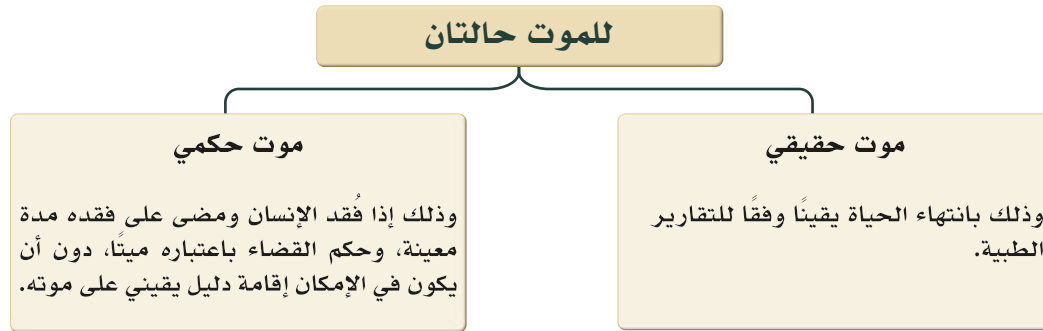 للموت حالتان
موت حقيقي
وذلك بانتهاء الحياة يقينًا وفقًا للتقارير
الطبية.
موت حكمي
وذلك إذا فُقد الإنسان ومضى على فقده مدة
معينة، وحكم القضاء باعتباره ميتًا، دون أن
يكون في الإمكان إقامة دليل يقيني على موته.